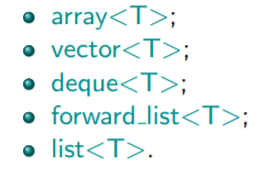 array<T>;
vector<T>;
deque<T>;
forward_list<T>;
list<T>.